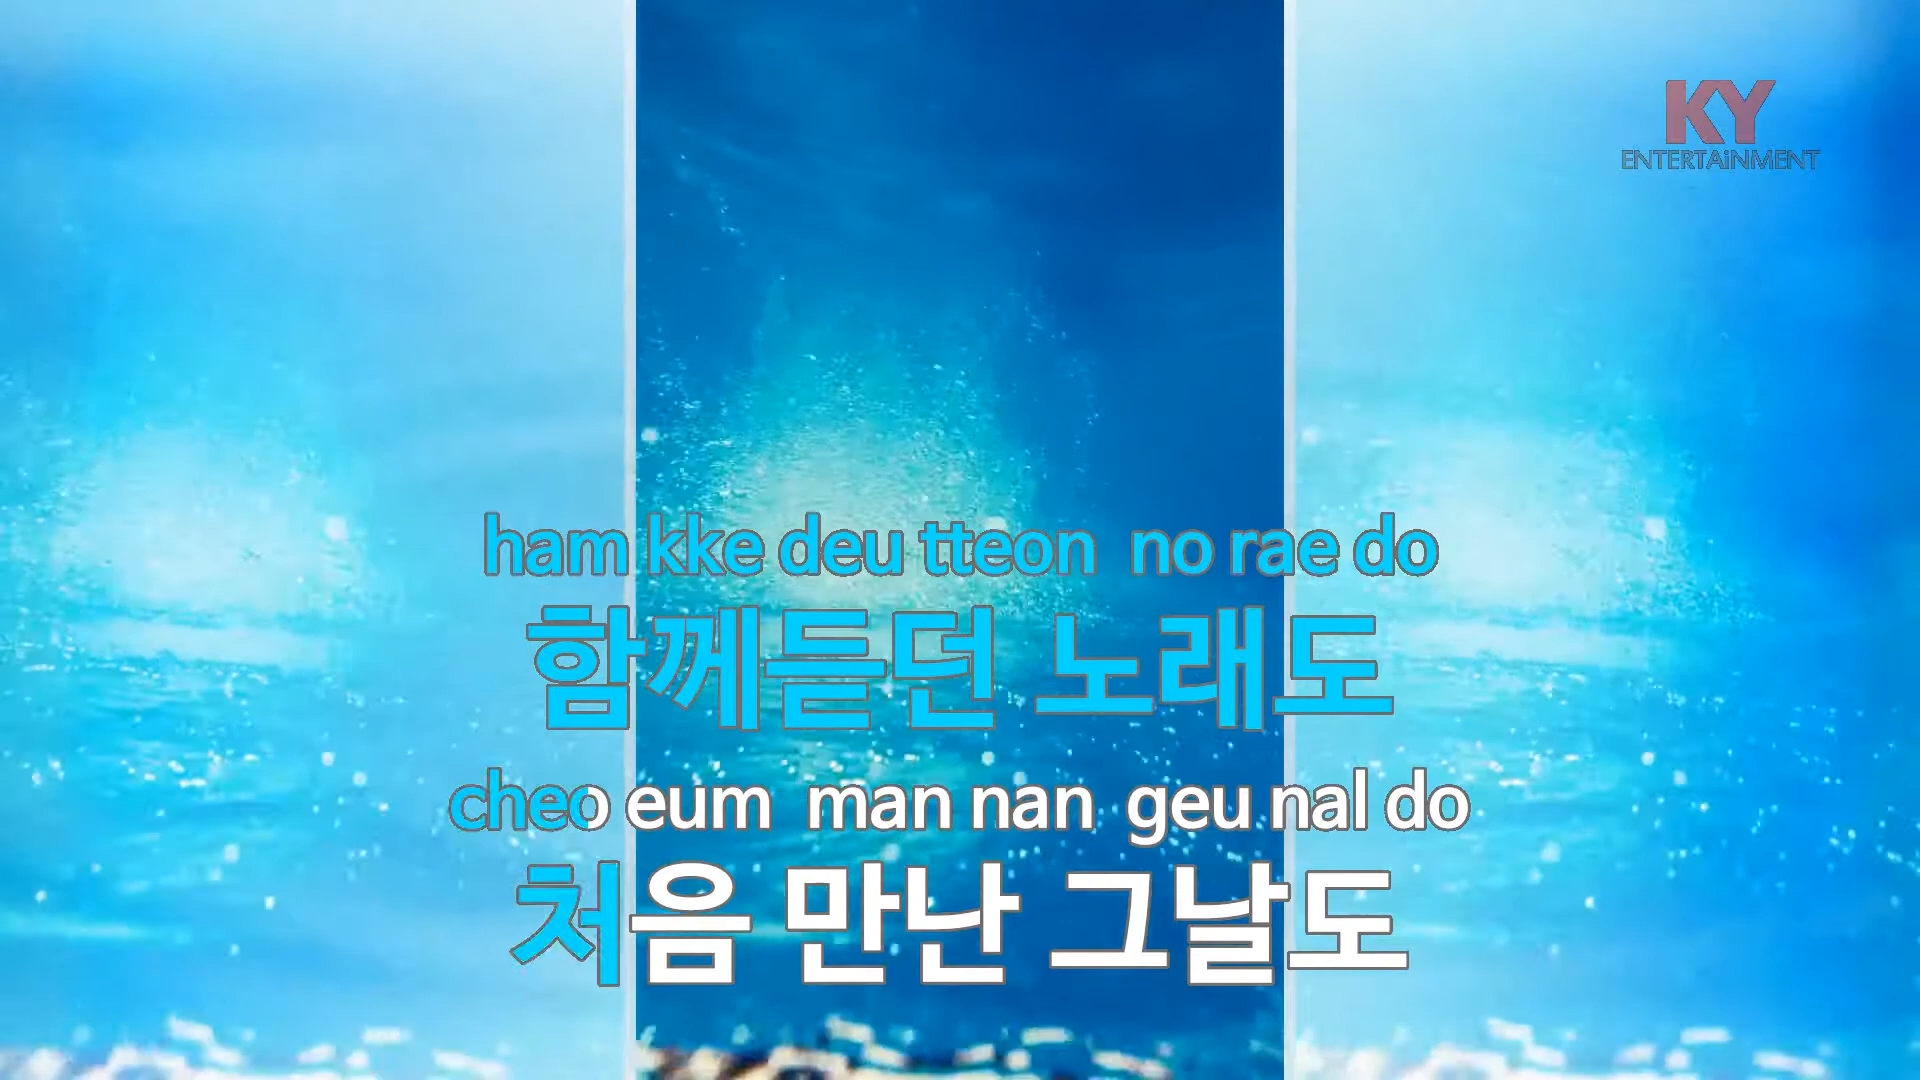 KY
ENTERTAiNMENT
ham kke deu tteon no rae do
함께듣던 노래도
cheo eum man nan geu nal do
처음 만난 그날도